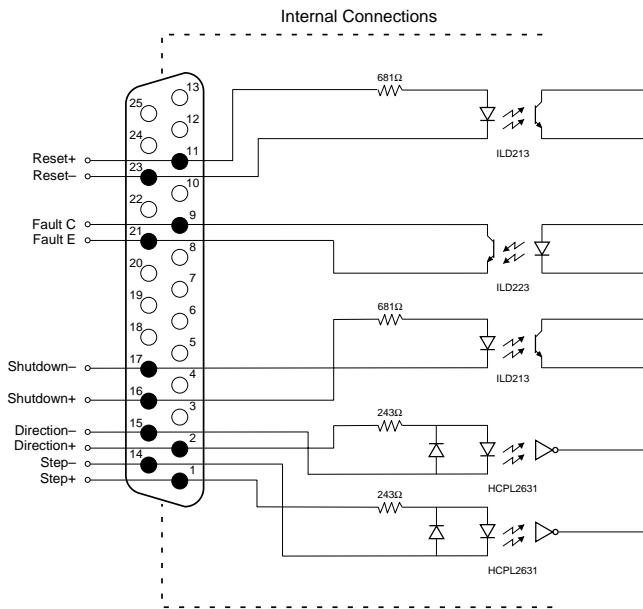 Internal Connections
681Ω
13
25
12
24
11
ILD213
Reset+
Reset–
23
10
22
9
Fault C
Fault E
21
8
20
7
ILD223
19
6
681Ω
18
5
Shutdown–
17
4
ILD213
Shutdown+
16
3
Direction–
15
243Ω
Direction+
2
Step–
14
Step+
1
HCPL2631
243Ω
HCPL2631